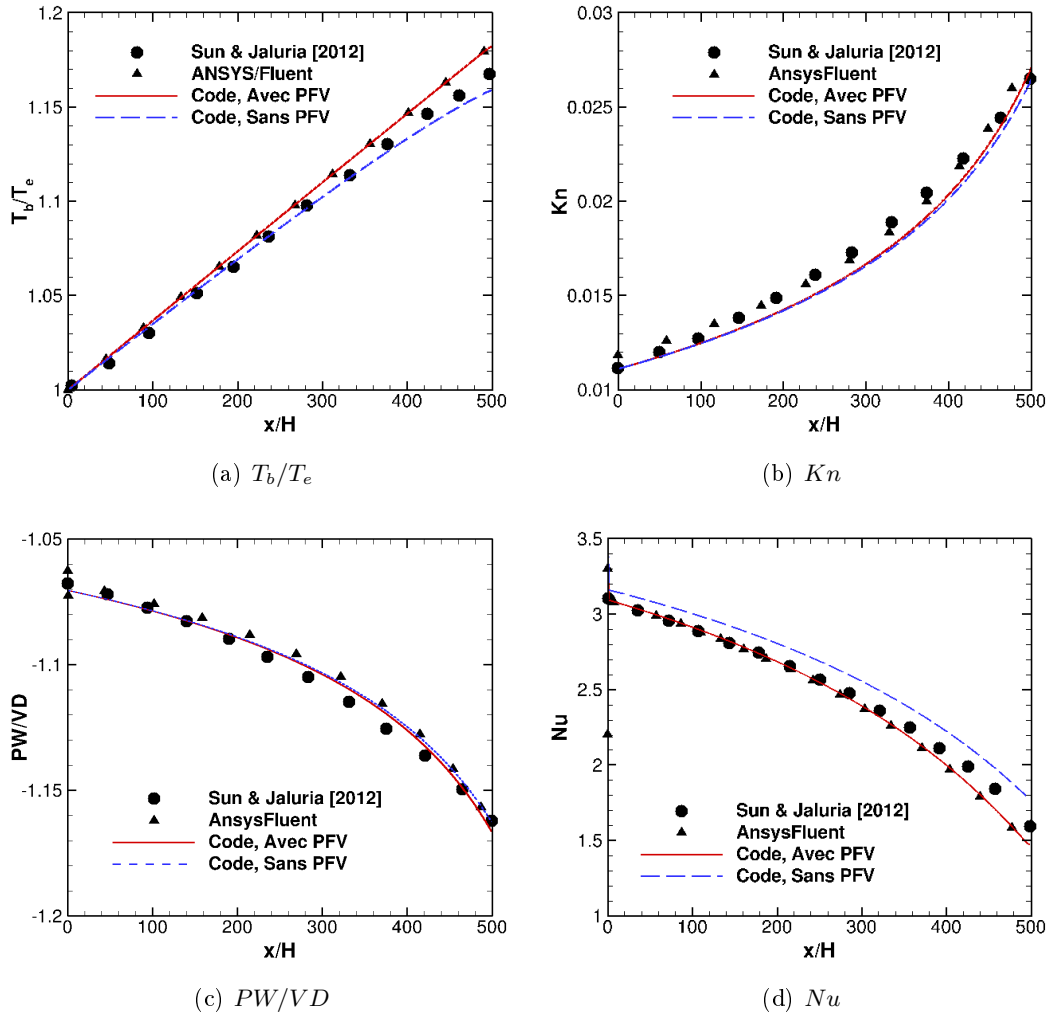 1.2
1.15
1.1
1.05
1
T_b/T_e
Sun & Jaluria [2012]
ANSYS/Fluent
Code, Avec PFV
Code, Sans PFV
0 100 200 300 400 500
x/H
(a) T_b/T_e
0.03
0.025
0.02
0.015
0.01
Kn
Sun & Jaluria [2012]
AnsysFluent
Code, Avec PFV
Code, Sans PFV
0 100 200 300 400 500
x/H
(b) Kn
-1.05
-1.1
-1.15
-1.2
PW/VD
Sun & Jaluria [2012]
AnsysFluent
Code, Avec PFV
Code, Sans PFV
0 100 200 300 400 500
x/H
(c) PW/VD
3.5
3
2.5
2
1.5
1
Nu
Sun & Jaluria [2012]
AnsysFluent
Code, Avec PFV
Code, Sans PFV
0 100 200 300 400 500
x/H
(d) Nu